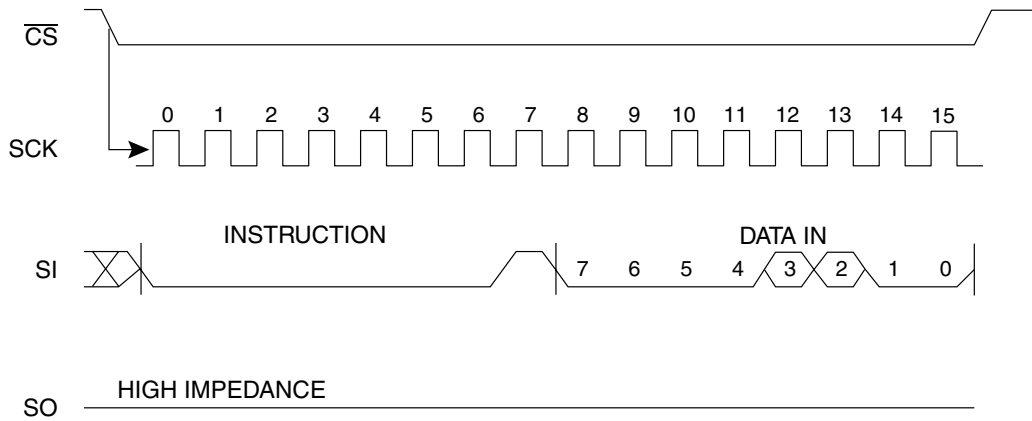 CS
0 1 2 3 4 5 6 7 8 9 10 11 12 13 14 15
SCK
INSTRUCTION DATA IN
SI 7 6 5 4 3 2 1 0
HIGH IMPEDANCE
SO